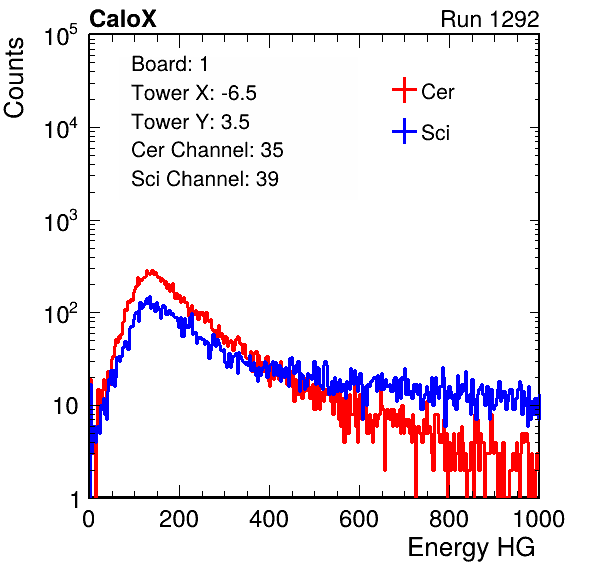 CaloX Run 1292
Counts
Board: 1
Tower X: -6.5
Tower Y: 3.5
Cer Channel: 35
Sci Channel: 39
Cer
Sci
10^5
10^4
10^3
10^2
10
1
0 200 400 600 800 1000
Energy HG